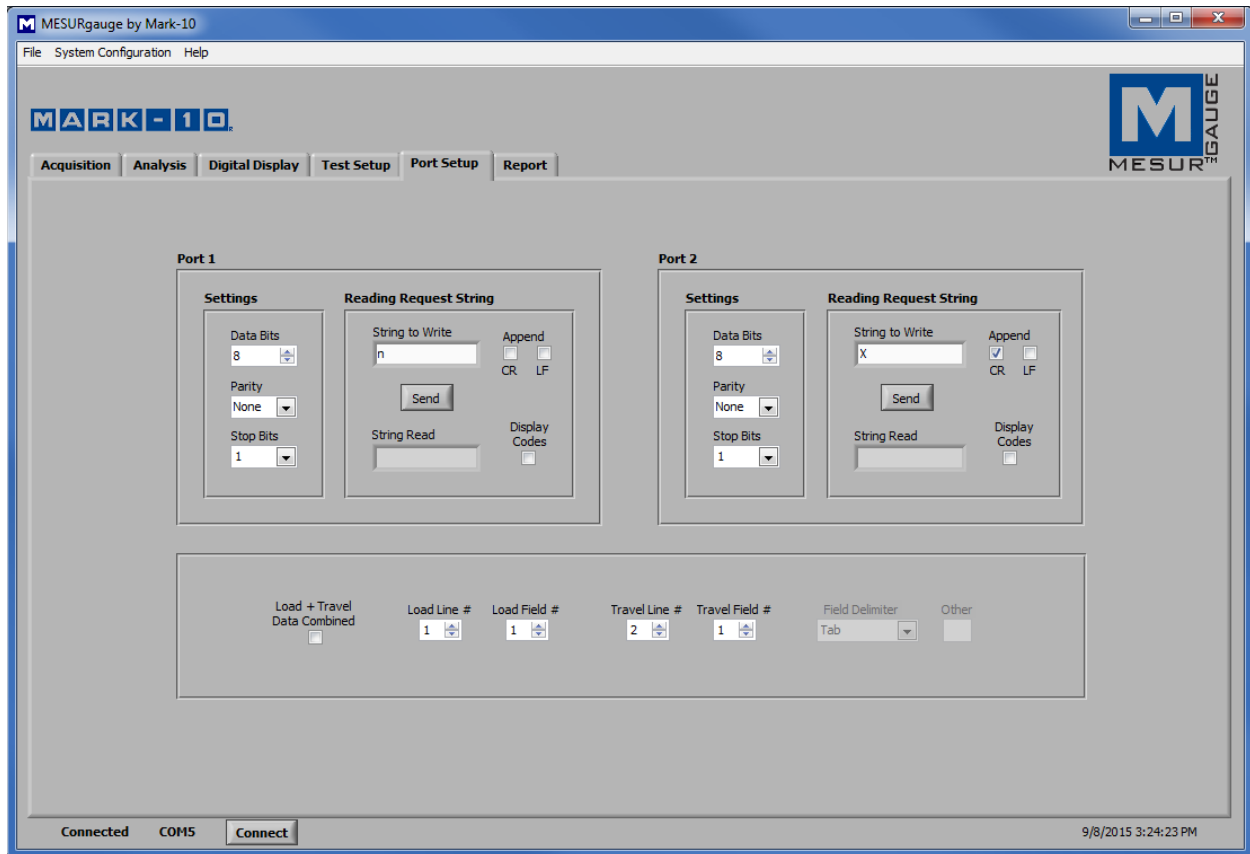 MESURgauge by Mark-10
File System Configuration Help
MARK-10
M
MESUR™GAUGE
Acquisition Analysis Digital Display Test Setup Port Setup Report
Port 1
Settings
Data Bits
8
Parity
None
Stop Bits
1
Reading Request String
String to Write
n
Append
CR LF
Send
String Read
Display
Codes
Port 2
Settings
Data Bits
8
Parity
None
Stop Bits
1
Reading Request String
String to Write
X
Append
CR LF
Send
String Read
Display
Codes
Load + Travel
Data Combined
Load Line #
1
Load Field #
1
Travel Line #
2
Travel Field #
1
Field Delimiter
Tab
Other
Connected COM5 Connect
9/8/2015 3:24:23 PM